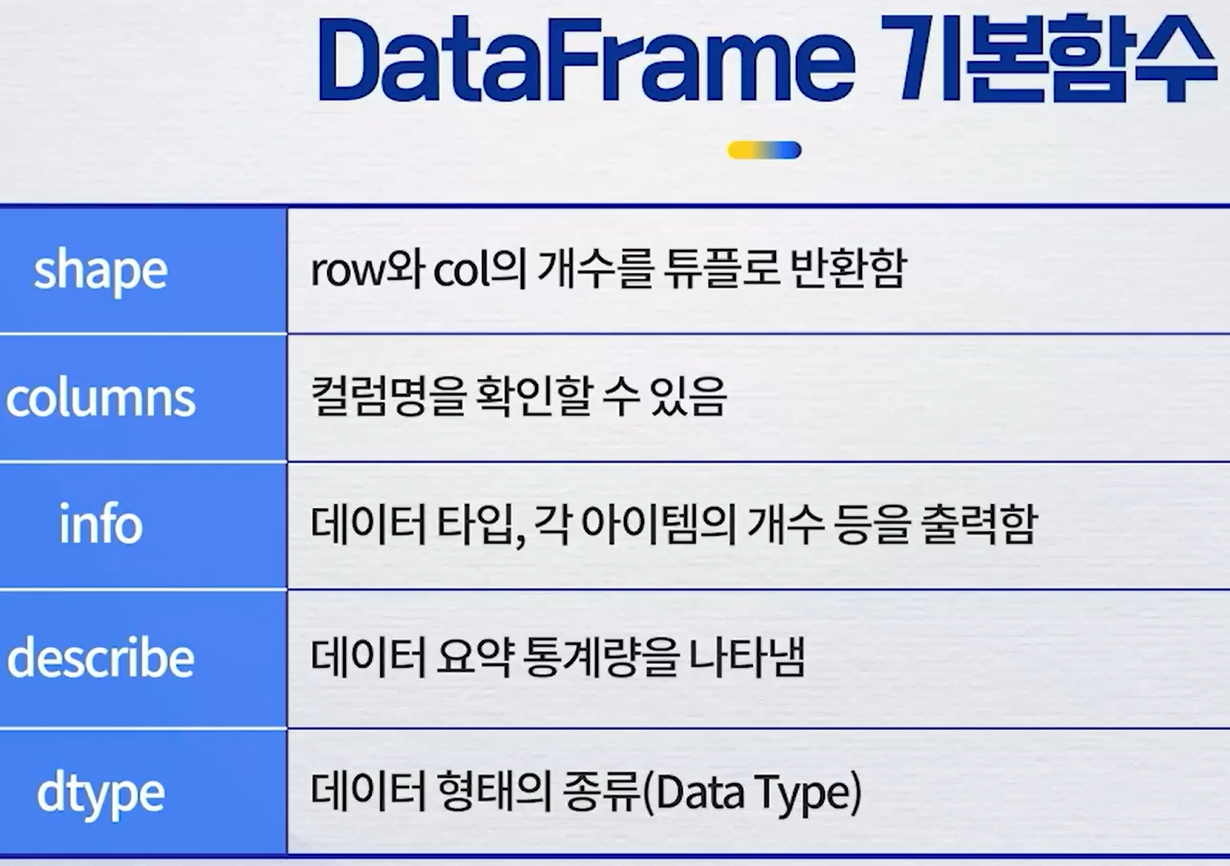 DataFrame 기본함수
shape
row와 col의 개수를 튜플로 반환함
columns
컬럼명을 확인할 수 있음
info
데이터 타입, 각 아이템의 개수 등을 출력함
describe
데이터 요약 통계량을 나타냄
dtype
데이터 형태의 종류(Data Type)